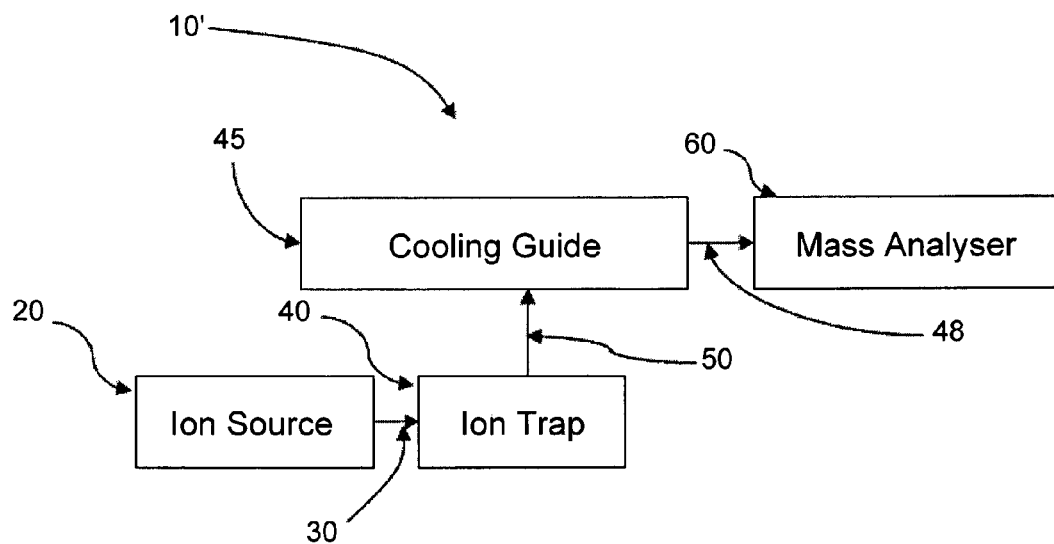 10'
45
60
Cooling Guide
Mass Analyser
20
40
50
48
Ion Source
Ion Trap
30